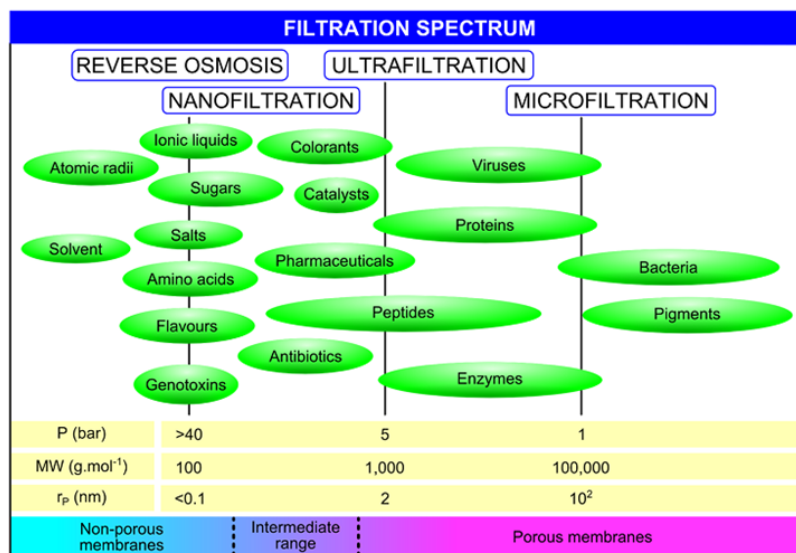 FILTRATION SPECTRUM
REVERSE OSMOSIS
ULTRAFILTRATION
NANOFILTRATION
MICROFILTRATION
Ionic liquids
Colorants
Atomic radii
Viruses
Sugars
Catalysts
Proteins
Salts
Solvent
Pharmaceuticals
Bacteria
Amino acids
Peptides
Pigments
Flavours
Antibiotics
Enzymes
Genotoxins
P (bar) >40 5 1
MW (g.mol⁻¹) 100 1,000 100,000
rₚ (nm) <0.1 2 10²
Non-porous
membranes
Intermediate
range
Porous membranes